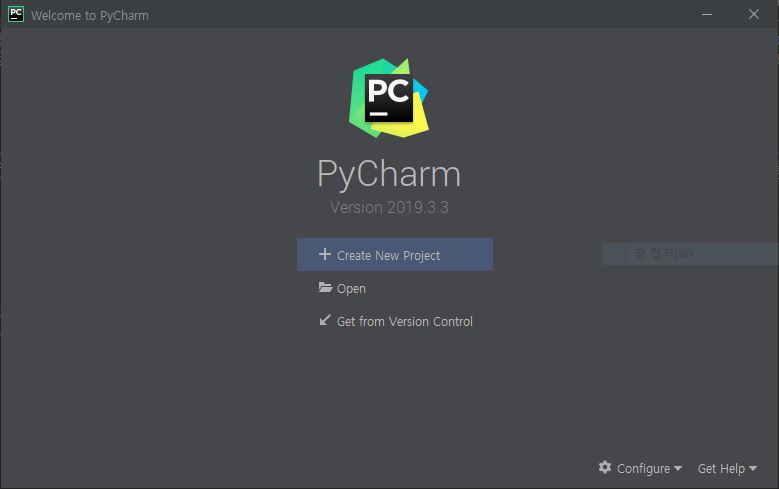 PC
Welcome to PyCharm
PC
PyCharm
Version 2019.3.3
Create New Project
창 캡처(W)
Open
Get from Version Control
Configure
Get Help